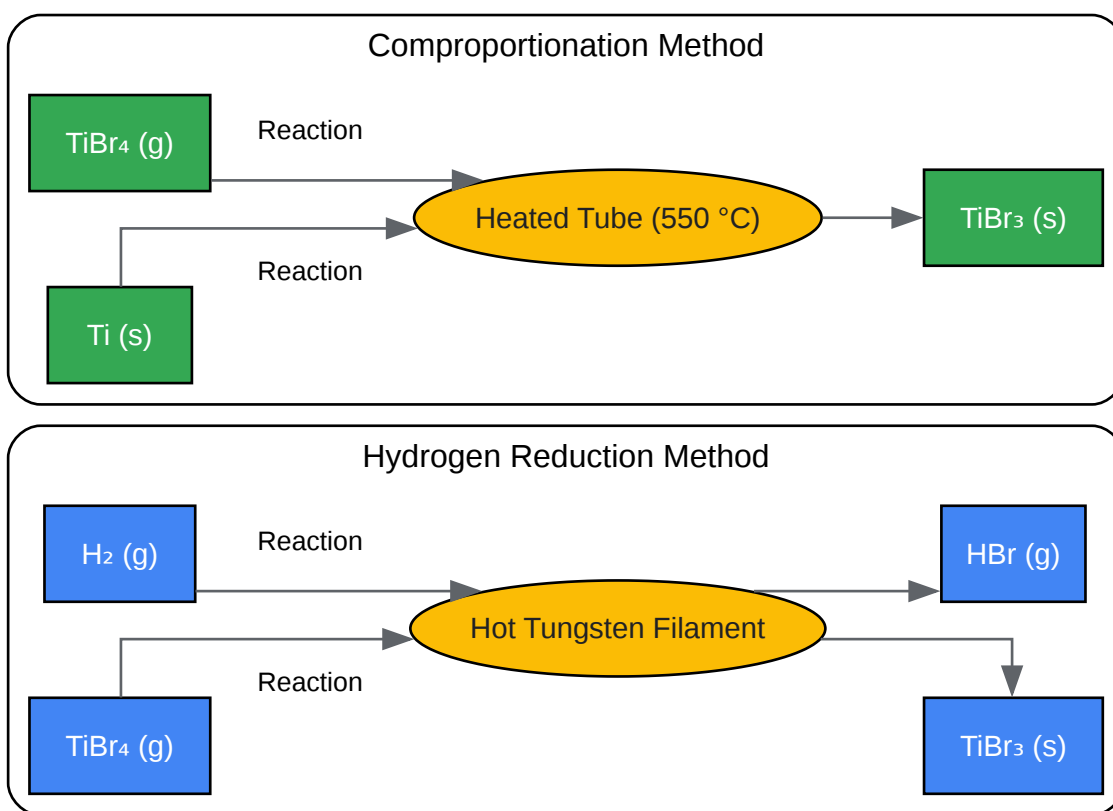 Comproportionation Method
TiBr₄ (g)
Reaction
Heated Tube (550 °C)
TiBr₃ (s)
Reaction
Ti (s)
Hydrogen Reduction Method
H₂ (g)
Reaction
HBr (g)
Hot Tungsten Filament
Reaction
TiBr₄ (g)
TiBr₃ (s)